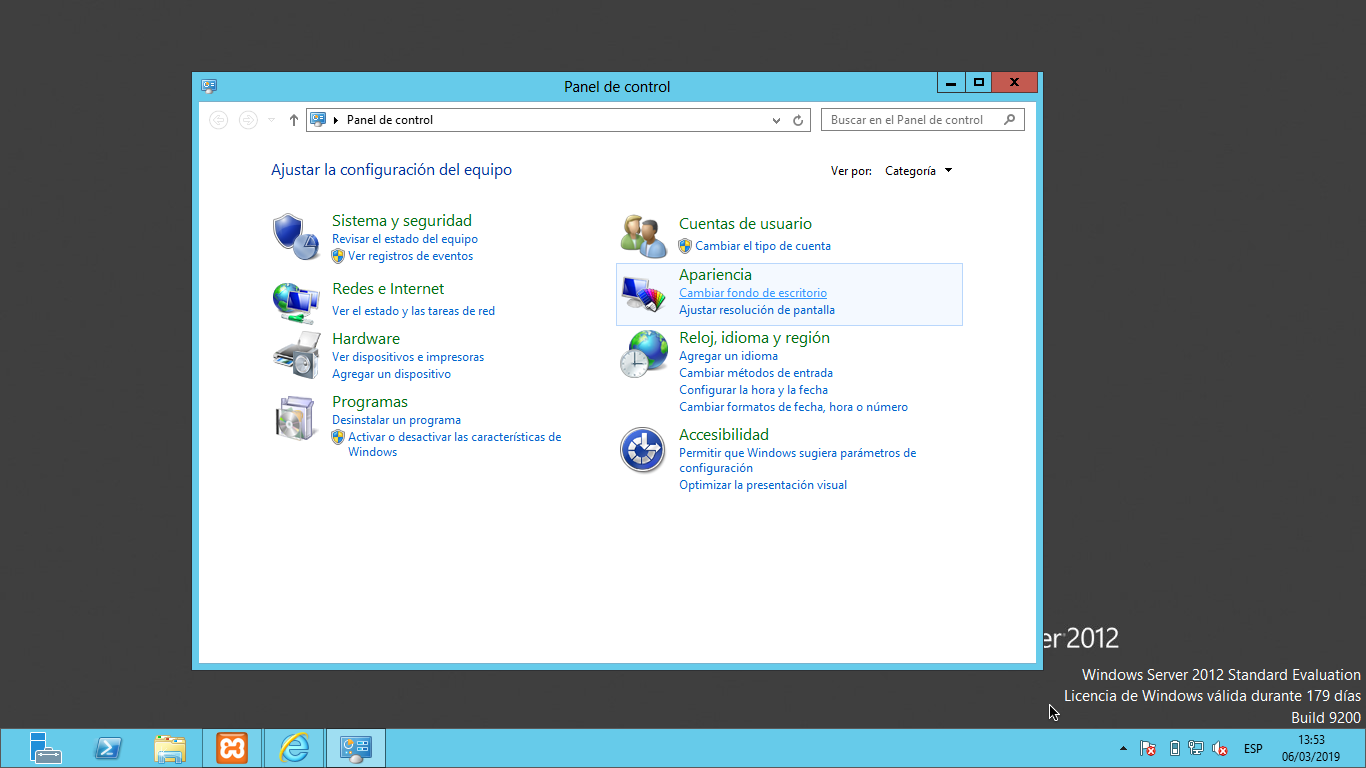 Panel de control
Panel de control
Buscar en el Panel de control
Ajustar la configuración del equipo
Ver por:
Categoría
Sistema y seguridad
Revisar el estado del equipo
Ver registros de eventos
Redes e Internet
Ver el estado y las tareas de red
Hardware
Ver dispositivos e impresoras
Agregar un dispositivo
Programas
Desinstalar un programa
Activar o desactivar las características de
Windows
Cuentas de usuario
Cambiar el tipo de cuenta
Apariencia
Cambiar fondo de escritorio
Ajustar resolución de pantalla
Reloj, idioma y región
Agregar un idioma
Cambiar métodos de entrada
Configurar la hora y la fecha
Cambiar formatos de fecha, hora o número
Accesibilidad
Permitir que Windows sugiera parámetros de
configuración
Optimizar la presentación visual
er 2012
Windows Server 2012 Standard Evaluation
Licencia de Windows válida durante 179 días
Build 9200
ESP
13:53
06/03/2019